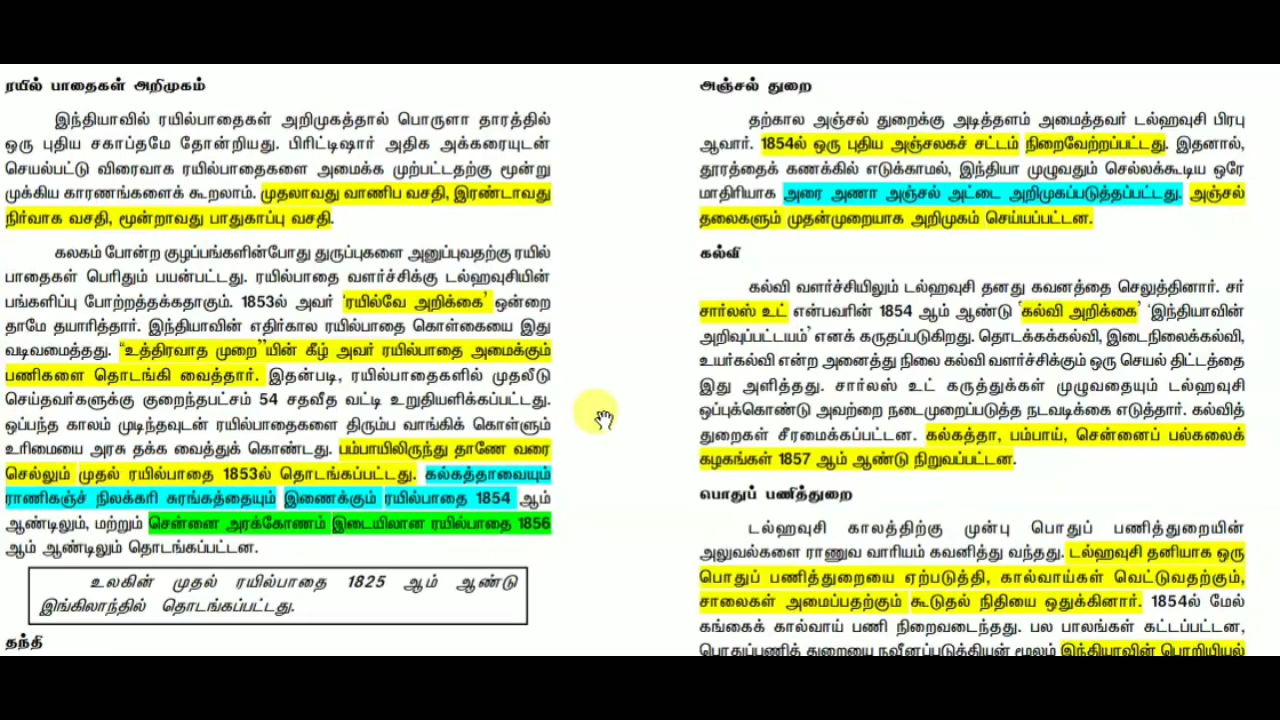 ரயில் பாதைகள் அறிமுகம்
இந்தியாவில் ரயில்பாதைகள் அறிமுகத்தால் பொருளா தாரத்தில்
ஒரு புதிய சகாப்தமே தோன்றியது. பிரிட்டிஷார் அதிக அக்கரையுடன்
செயல்பட்டு விரைவாக ரயில்பாதைகளை அமைக்க முற்பட்டதற்கு மூன்று
முக்கிய காரணங்களைக் கூறலாம். முதலாவது வாணிப வசதி, இரண்டாவது
நிர்வாக வசதி, மூன்றாவது பாதுகாப்பு வசதி.
கலகம் போன்ற குழப்பங்களின்போது துருப்புகளை அனுப்புவதற்கு ரயில்
பாதைகள் பெரிதும் பயன்பட்டது. ரயில்பாதை வளர்ச்சிக்கு டல்ஹவுசியின்
பங்களிப்பு போற்றத்தக்கதாகும். 1853ல் அவர் ‘ரயில்வே அறிக்கை’ ஒன்றை
தாமே தயாரித்தார். இந்தியாவின் எதிர்கால ரயில்பாதை கொள்கையை இது
வடிவமைத்தது. “உத்திரவாத முறை”யின் கீழ் அவர் ரயில்பாதை அமைக்கும்
பணிகளை தொடங்கி வைத்தார். இதன்படி, ரயில்பாதைகளில் முதலீடு
செய்தவர்களுக்கு குறைந்தபட்சம் 54 சதவீத வட்டி உறுதியளிக்கப்பட்டது.
ஒப்பந்த காலம் முடிந்தவுடன் ரயில்பாதைகளை திரும்ப வாங்கிக் கொள்ளும்
உரிமையை அரசு தக்க வைத்துக் கொண்டது. பம்பாயிலிருந்து தாணே வரை
செல்லும் முதல் ரயில்பாதை 1853ல் தொடங்கப்பட்டது. கல்கத்தாவையும்
ராணிகஞ்ச் நிலக்கரி சுரங்கத்தையும் இணைக்கும் ரயில்பாதை 1854 ஆம்
ஆண்டிலும், மற்றும் சென்னை அரக்கோணம் இடையிலான ரயில்பாதை 1856
ஆம் ஆண்டிலும் தொடங்கப்பட்டன.
உலகின் முதல் ரயில்பாதை 1825 ஆம் ஆண்டு
இங்கிலாந்தில் தொடங்கப்பட்டது.
தந்தி
அஞ்சல் துறை
தற்கால அஞ்சல் துறைக்கு அடித்தளம் அமைத்தவர் டல்ஹவுசி பிரபு
ஆவார். 1854ல் ஒரு புதிய அஞ்சலகச் சட்டம் நிறைவேற்றப்பட்டது. இதனால்,
தூரத்தைக் கணக்கில் எடுக்காமல், இந்தியா முழுவதும் செல்லக்கூடிய ஒரே
மாதிரியாக அரை அணா அஞ்சல் அட்டை அறிமுகப்படுத்தப்பட்டது. அஞ்சல்
தலைகளும் முதன்முறையாக அறிமுகம் செய்யப்பட்டன.
கல்வி
கல்வி வளர்ச்சியிலும் டல்ஹவுசி தனது கவனத்தை செலுத்தினார். சர்
சார்லஸ் உட் என்பவரின் 1854 ஆம் ஆண்டு ‘கல்வி அறிக்கை’ ‘இந்தியாவின்
அறிவுப்பட்டயம்’ எனக் கருதப்படுகிறது. தொடக்கக்கல்வி, இடைநிலைக்கல்வி,
உயர்கல்வி என்ற அனைத்து நிலை கல்வி வளர்ச்சிக்கும் ஒரு செயல் திட்டத்தை
இது அளித்தது. சார்லஸ் உட் கருத்துக்கள் முழுவதையும் டல்ஹவுசி
ஒப்புக்கொண்டு அவற்றை நடைமுறைப்படுத்த நடவடிக்கை எடுத்தார். கல்வித்
துறைகள் சீரமைக்கப்பட்டன. கல்கத்தா, பம்பாய், சென்னைப் பல்கலைக்
கழகங்கள் 1857 ஆம் ஆண்டு நிறுவப்பட்டன.
பொதுப் பணித்துறை
டல்ஹவுசி காலத்திற்கு முன்பு பொதுப் பணித்துறையின்
அலுவல்களை ராணுவ வாரியம் கவனித்து வந்தது. டல்ஹவுசி தனியாக ஒரு
பொதுப் பணித்துறையை ஏற்படுத்தி, கால்வாய்கள் வெட்டுவதற்கும்,
சாலைகள் அமைப்பதற்கும் கூடுதல் நிதியை ஒதுக்கினார். 1854ல் மேல்
கங்கைக் கால்வாய் பணி நிறைவடைந்தது. பல பாலங்கள் கட்டப்பட்டன,
பொதுப்பணித் துறையை நவீனப்படுத்தியன் மூலம் இந்தியாவின் பொறியியல்